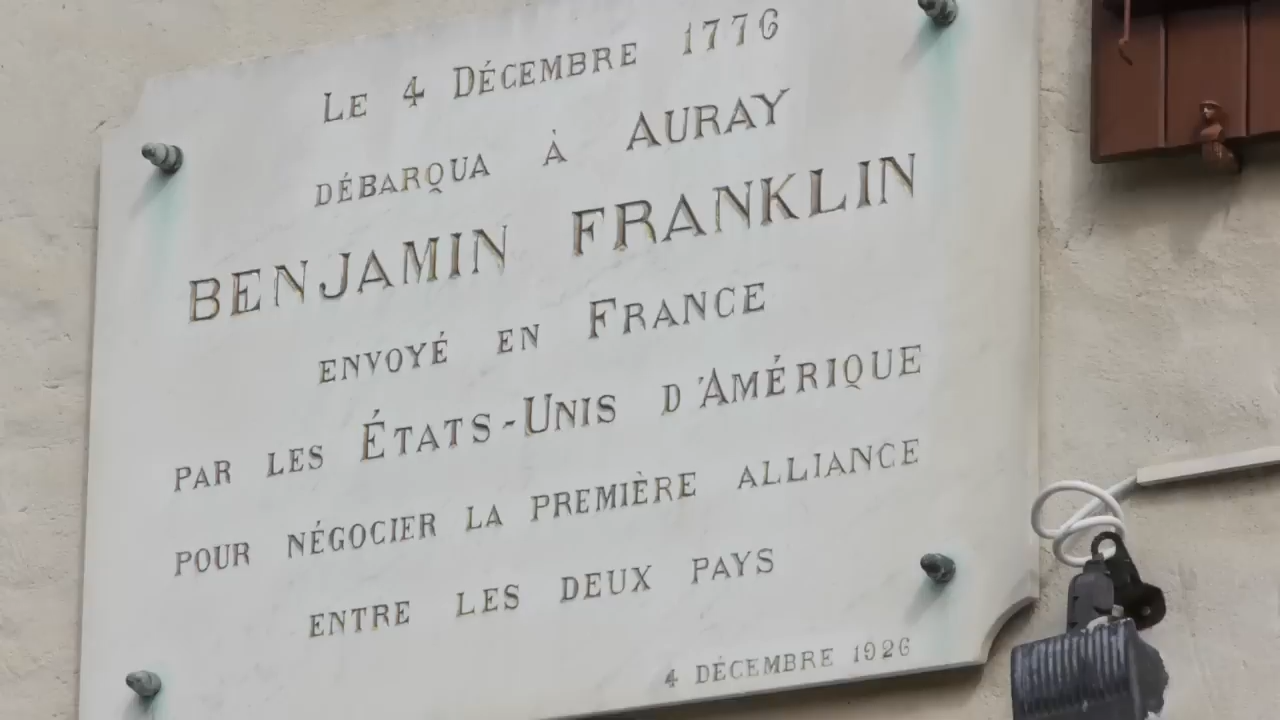 Le 4 Décembre 1776
débarqua à Auray
BENJAMIN FRANKLIN
envoyé en France
par les États-Unis d'Amérique
pour négocier la première alliance
entre les deux pays
4 décembre 1926